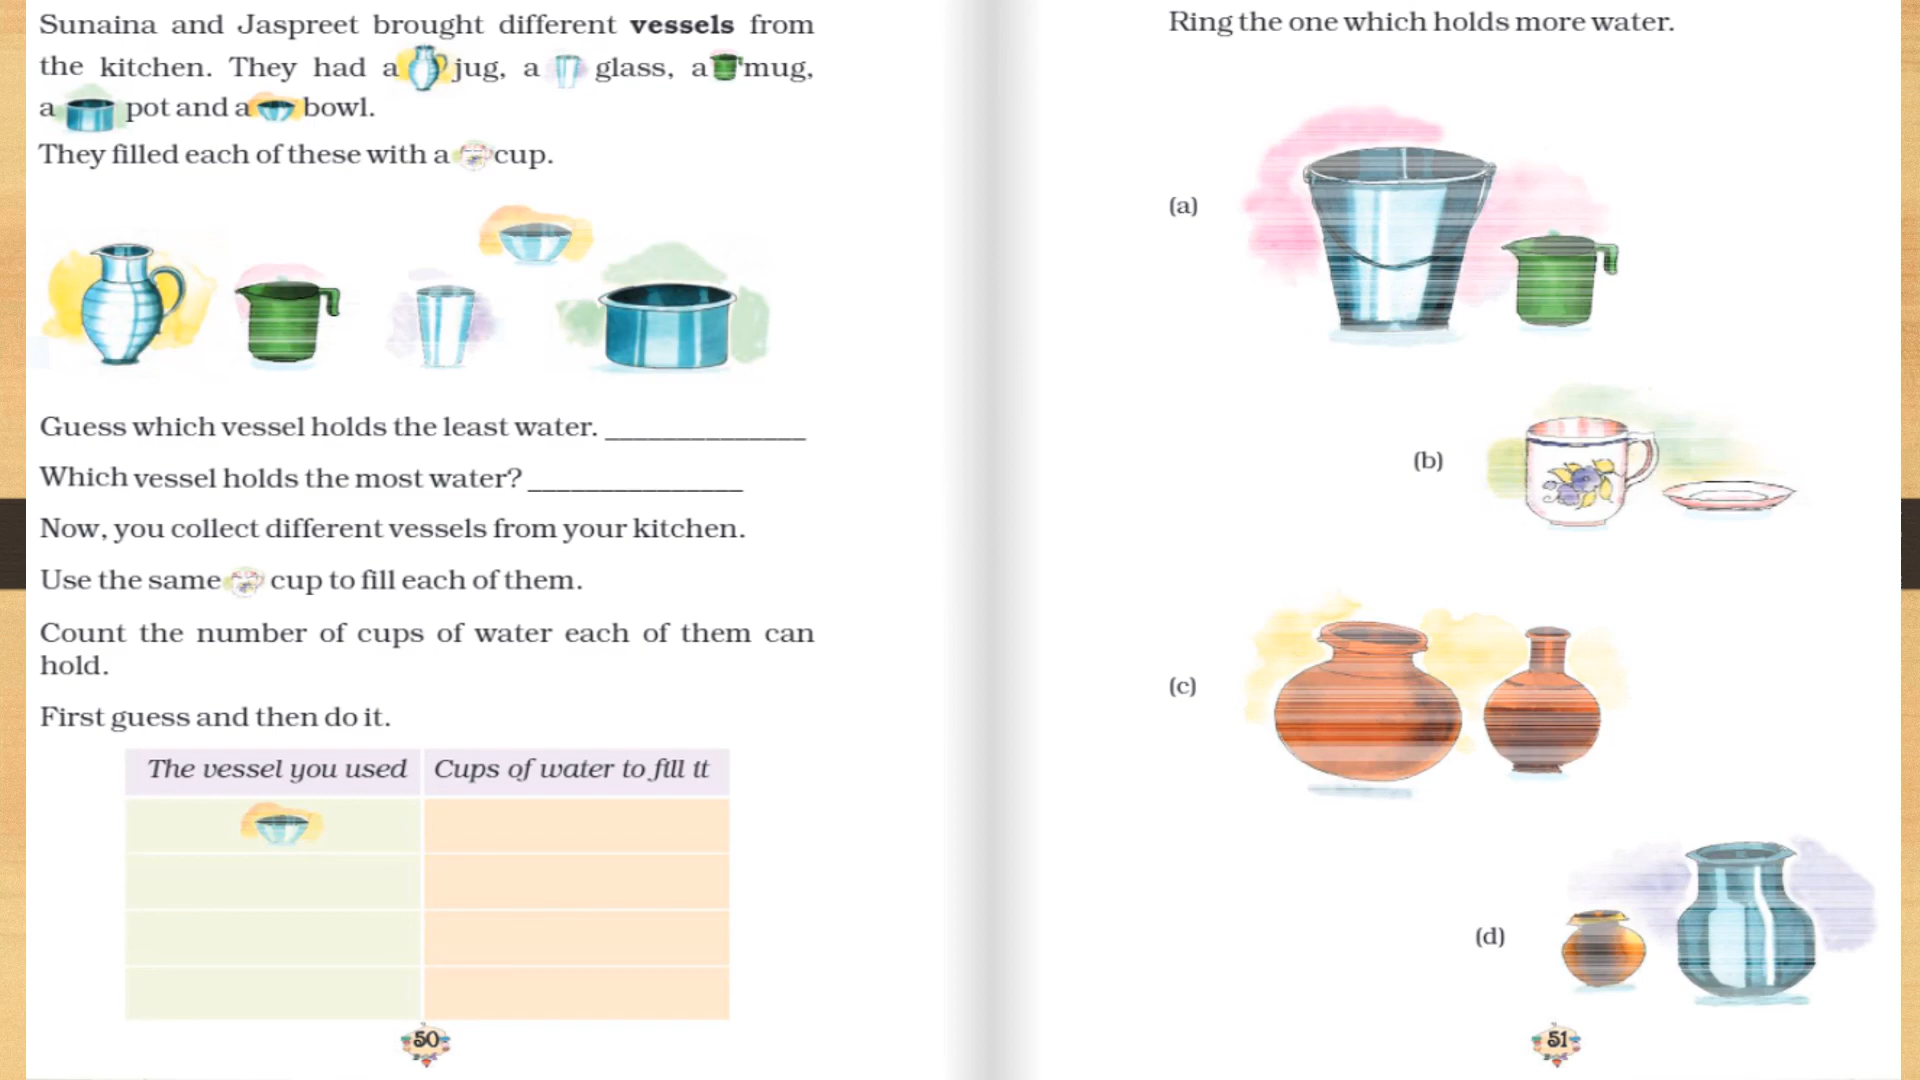 Sunaina and Jaspreet brought different vessels from
the kitchen. They had a jug, a glass, a mug,
a pot and a bowl.
They filled each of these with a cup.
Guess which vessel holds the least water. ______________
Which vessel holds the most water? _______________
Now, you collect different vessels from your kitchen.
Use the same cup to fill each of them.
Count the number of cups of water each of them can
hold.
First guess and then do it.
The vessel you used Cups of water to fill it
50
Ring the one which holds more water.
(a)
(b)
(c)
(d)
51